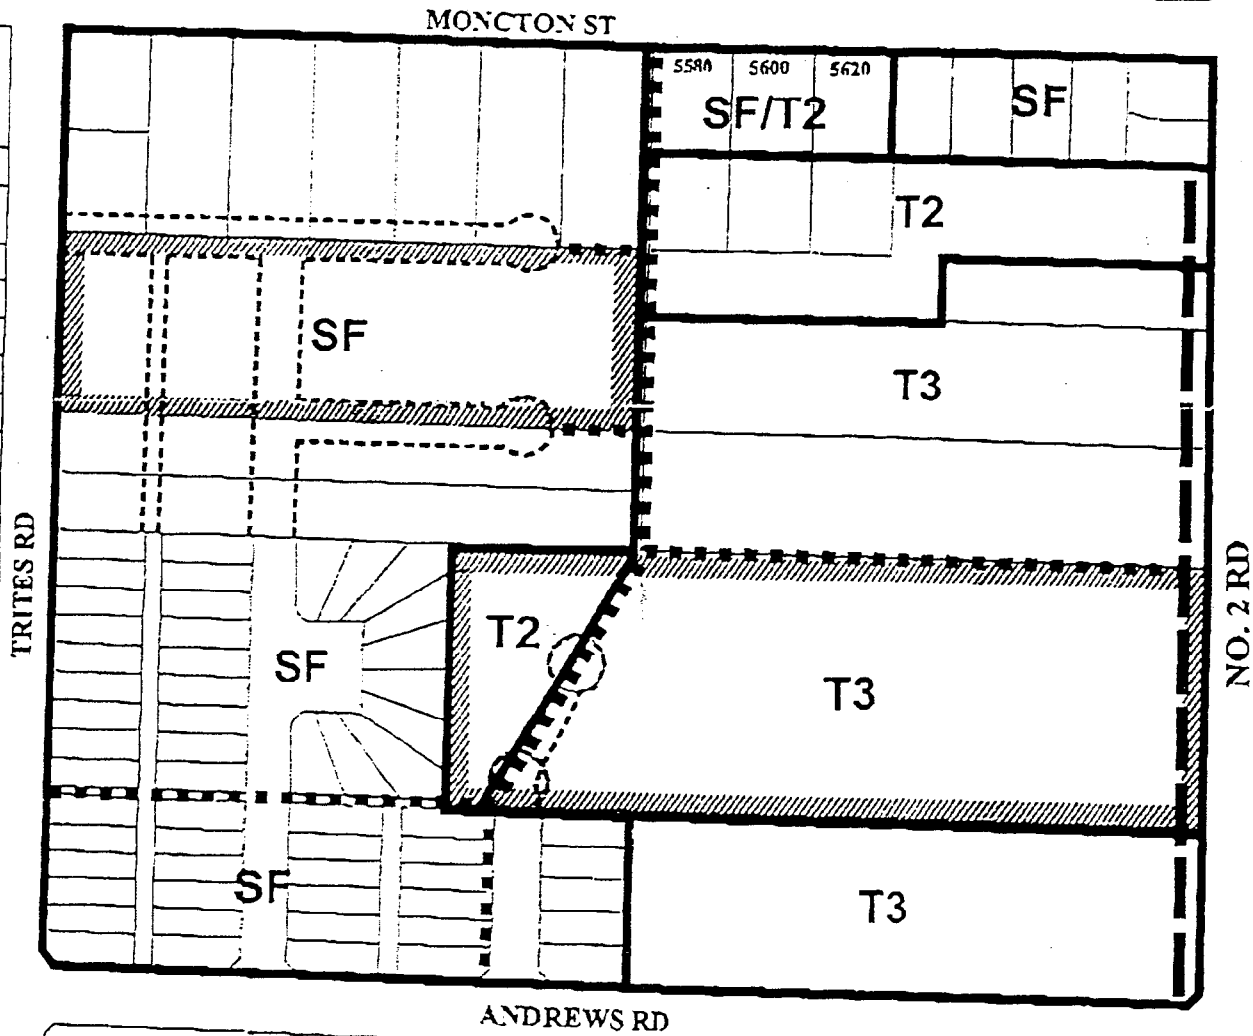 MONCTON ST
5580 5600 5620
SF/T2
SF
T2
SF
T3
TRITES RD
NO. 2 RD
T2
SF
T3
SF
T3
ANDREWS RD